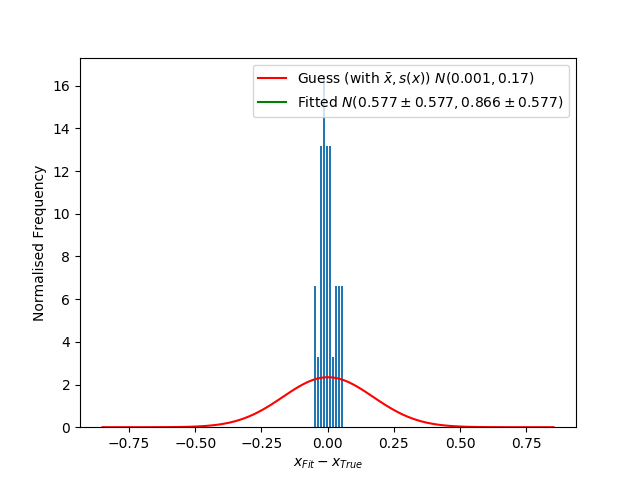 Guess (with x̄, s(x)) N(0.001, 0.17)
Fitted N(0.577 ± 0.577, 0.866 ± 0.577)
16
14
12
10
8
6
4
2
0
Normalised Frequency
−0.75 −0.50 −0.25 0.00 0.25 0.50 0.75
x_Fit − x_True